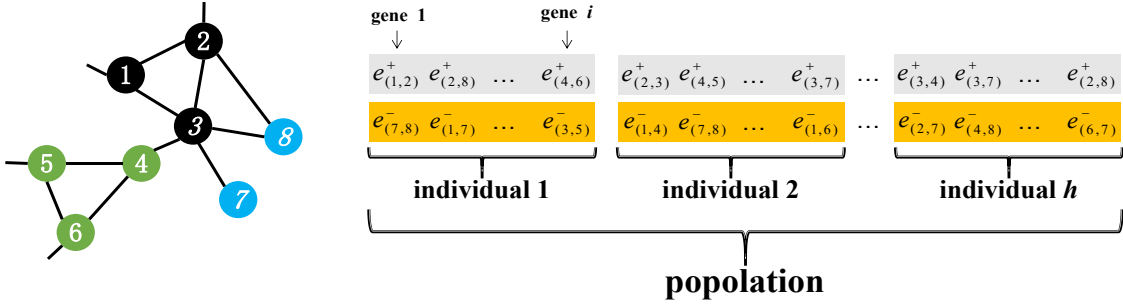 gene 1 gene i
1 2 3 4 5 6 7 8
e⁺(1,2) e⁺(2,8) … e⁺(4,6) e⁺(2,3) e⁺(4,5) … e⁺(3,7) … e⁺(3,4) e⁺(3,7) … e⁺(2,8)
e⁻(7,8) e⁻(1,7) … e⁻(3,5) e⁻(1,4) e⁻(7,8) … e⁻(1,6) … e⁻(2,7) e⁻(4,8) … e⁻(6,7)
individual 1 individual 2 individual h
popolation